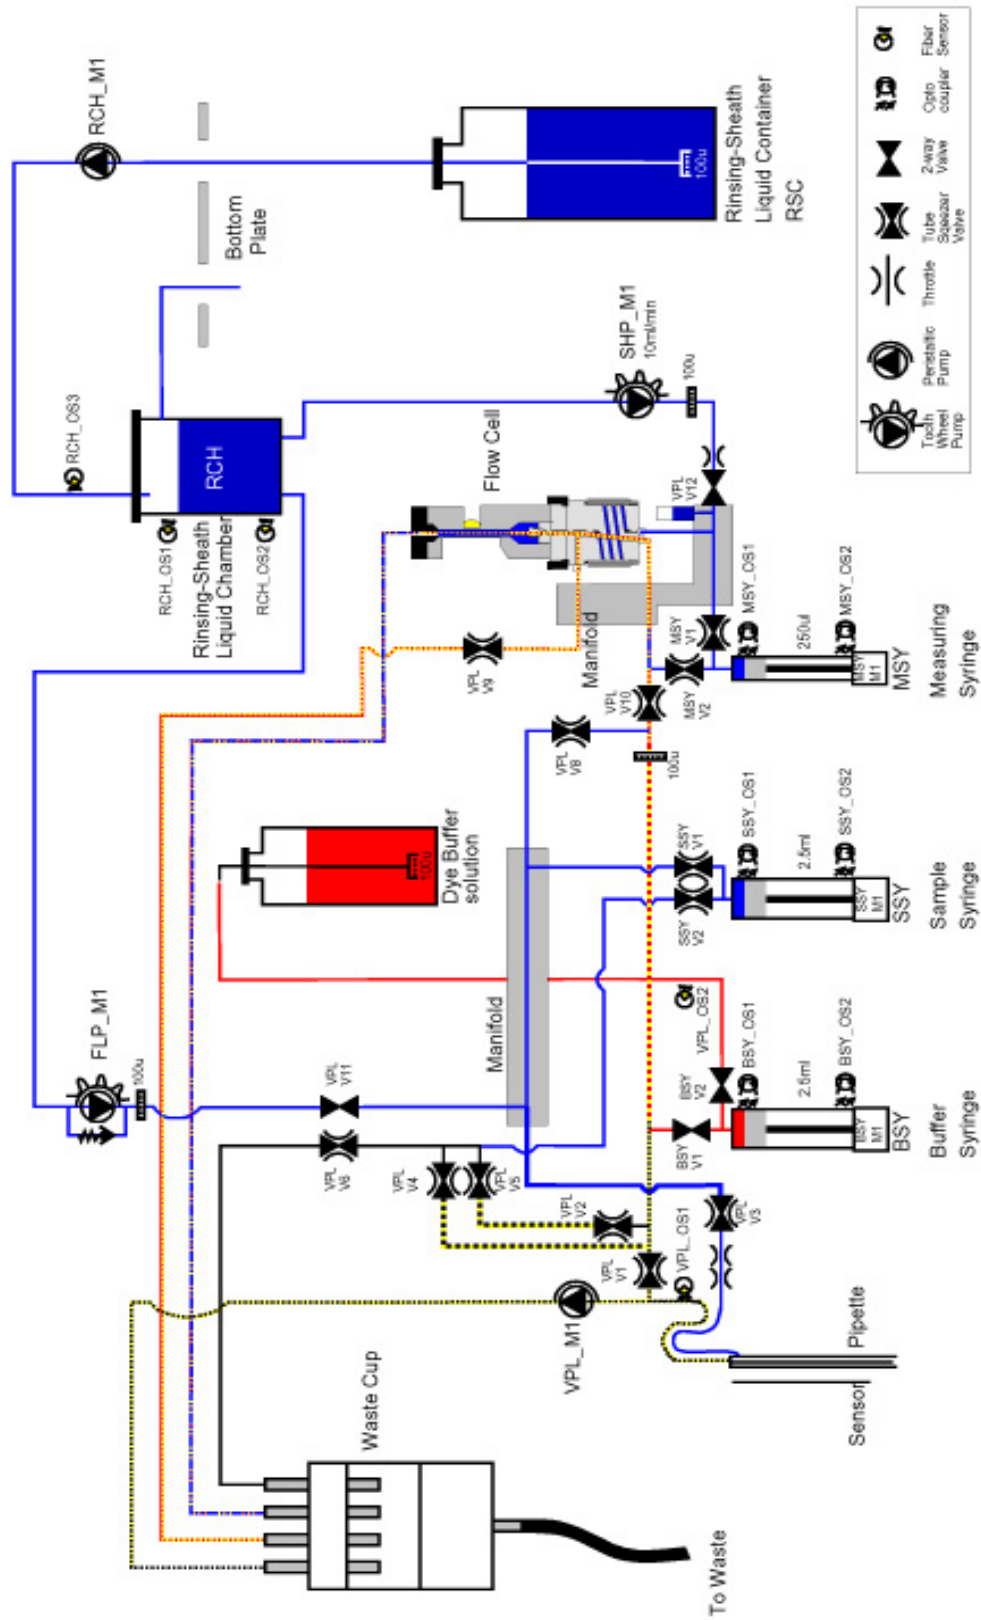 RCH_M1
Bottom
Plate
Rinsing-Sheath
Liquid Container
RSC
100u
RCH_OS3
RCH
RCH_OS1
Rinsing-Sheath
Liquid Chamber
RCH_OS2
SHP_M1
10ml/min
100u
Flow Cell
VPL
V12
Manifold
VPL
V9
VPL
V10
VPL
V8
100u
MSY
V1
MSY
V2
MSY_OS1
250ul
MSY_OS2
MSY
M1
MSY
Measuring
Syringe
Dye Buffer
solution
100u
SSY
V1
SSY
V2
SSY_OS1
2.5ml
SSY_OS2
SSY
M1
SSY
Sample
Syringe
FLP_M1
100u
Manifold
VPL
V11
VPL
V6
VPL
V4
VPL
V5
VPL
V2
VPL
V1
VPL_OS1
VPL
V3
VPL_OS2
BSY
V2
BSY
V1
BSY_OS1
2.5ml
BSY_OS2
BSY
M1
BSY
Buffer
Syringe
VPL_M1
Waste Cup
To Waste
Sensor
Pipette
Tooth
Wheel
Pump
Peristaltic
Pump
Throttle
Tube
Sqeezer
Valve
2-way
Valve
Opto
coupler
Fiber
Sensor